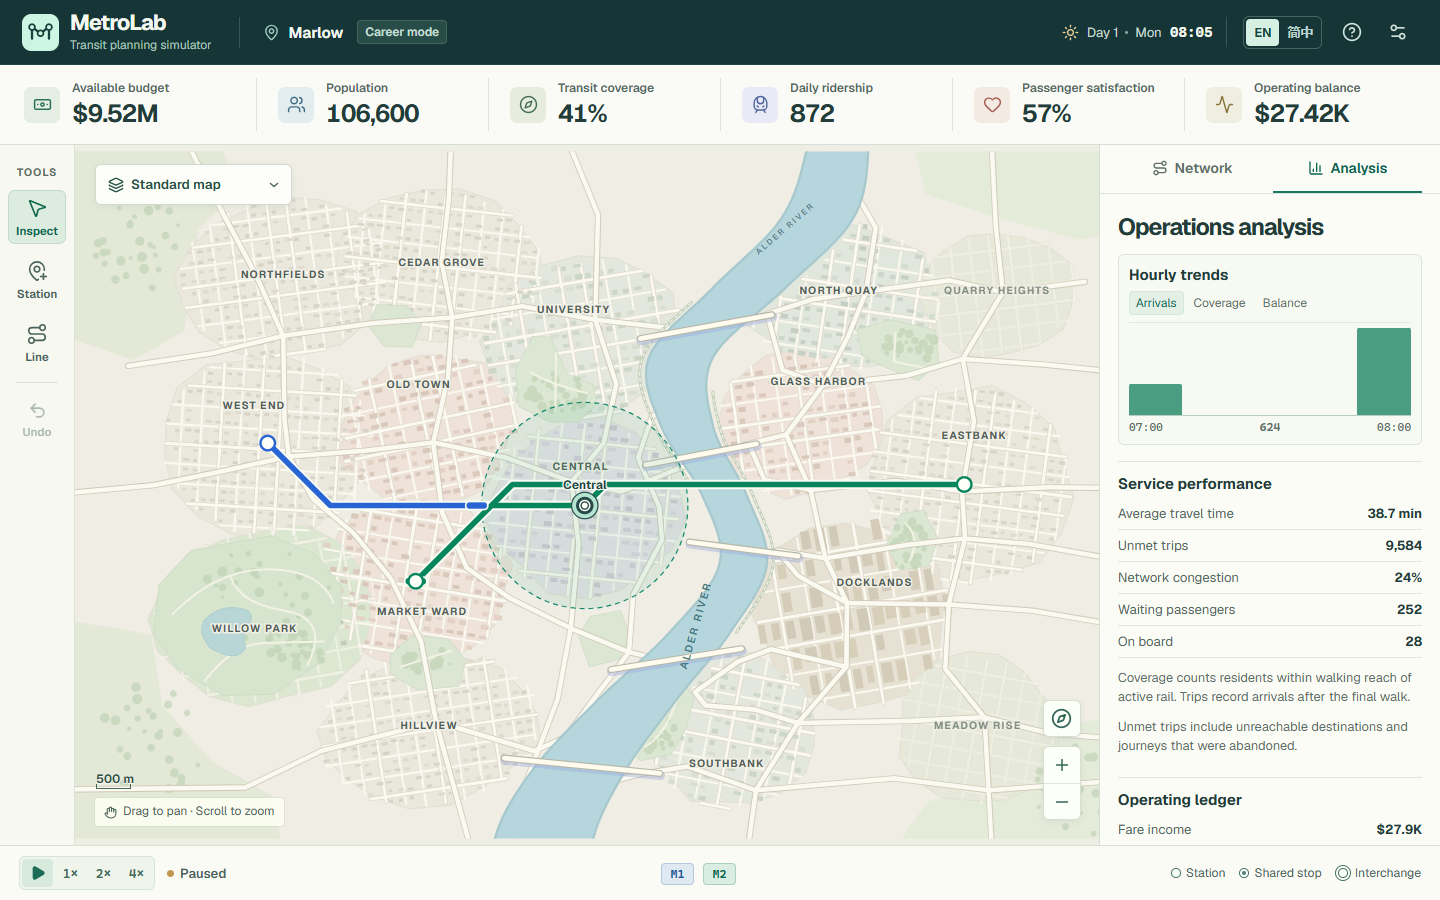 MetroLab
Transit planning simulator
Marlow
Career mode
Day 1 • Mon 08:05
EN
简中
Available budget
$9.52M
Population
106,600
Transit coverage
41%
Daily ridership
872
Passenger satisfaction
57%
Operating balance
$27.42K
TOOLS
Inspect
Station
Line
Undo
Standard map
NORTHFIELDS
CEDAR GROVE
UNIVERSITY
ALDER RIVER
NORTH QUAY
QUARRY HEIGHTS
OLD TOWN
GLASS HARBOR
WEST END
EASTBANK
CENTRAL
Central
DOCKLANDS
MARKET WARD
WILLOW PARK
ALDER RIVER
HILLVIEW
MEADOW RISE
SOUTHBANK
500 m
Drag to pan · Scroll to zoom
Network
Analysis
Operations analysis
Hourly trends
Arrivals
Coverage
Balance
07:00
624
08:00
Service performance
Average travel time 38.7 min
Unmet trips 9,584
Network congestion 24%
Waiting passengers 252
On board 28
Coverage counts residents within walking reach of
active rail. Trips record arrivals after the final walk.
Unmet trips include unreachable destinations and
journeys that were abandoned.
Operating ledger
Fare income $27.9K
1×
2×
4×
Paused
M1
M2
Station
Shared stop
Interchange